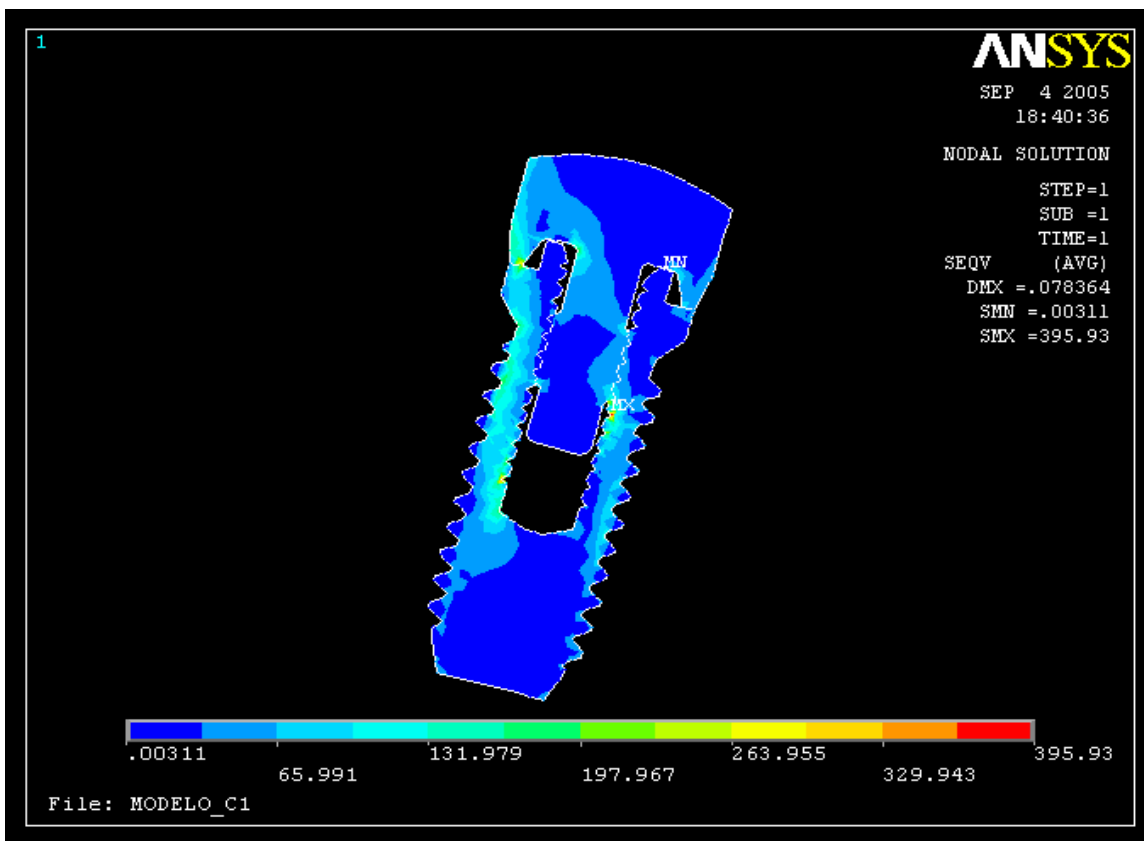 1
ANSYS
SEP 4 2005
18:40:36
NODAL SOLUTION
STEP=1
SUB =1
TIME=1
SEQV (AVG)
DMX =.078364
SMN =.00311
SMX =395.93
MN
MX
.00311 131.979 263.955 395.93
65.991 197.967 329.943
File: MODELO_C1